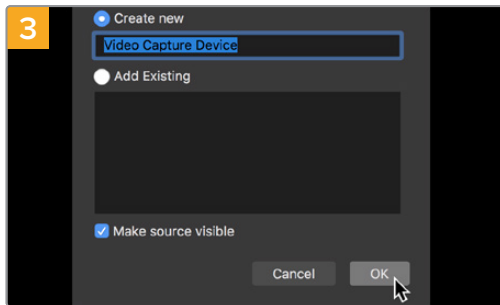 3
Create new
Video Capture Device
Add Existing
Make source visible
Cancel OK